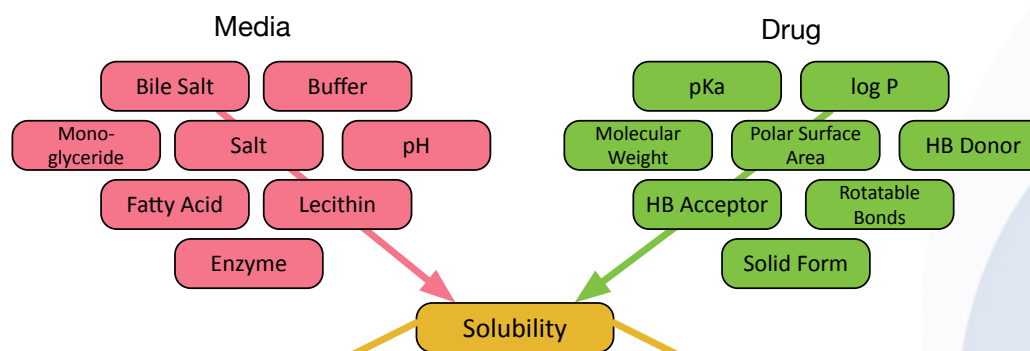 Media
Drug
Bile Salt
Buffer
pKa
log P
Mono-
glyceride
Salt
pH
Molecular
Weight
Polar Surface
Area
HB Donor
Fatty Acid
Lecithin
HB Acceptor
Rotatable
Bonds
Enzyme
Solid Form
Solubility